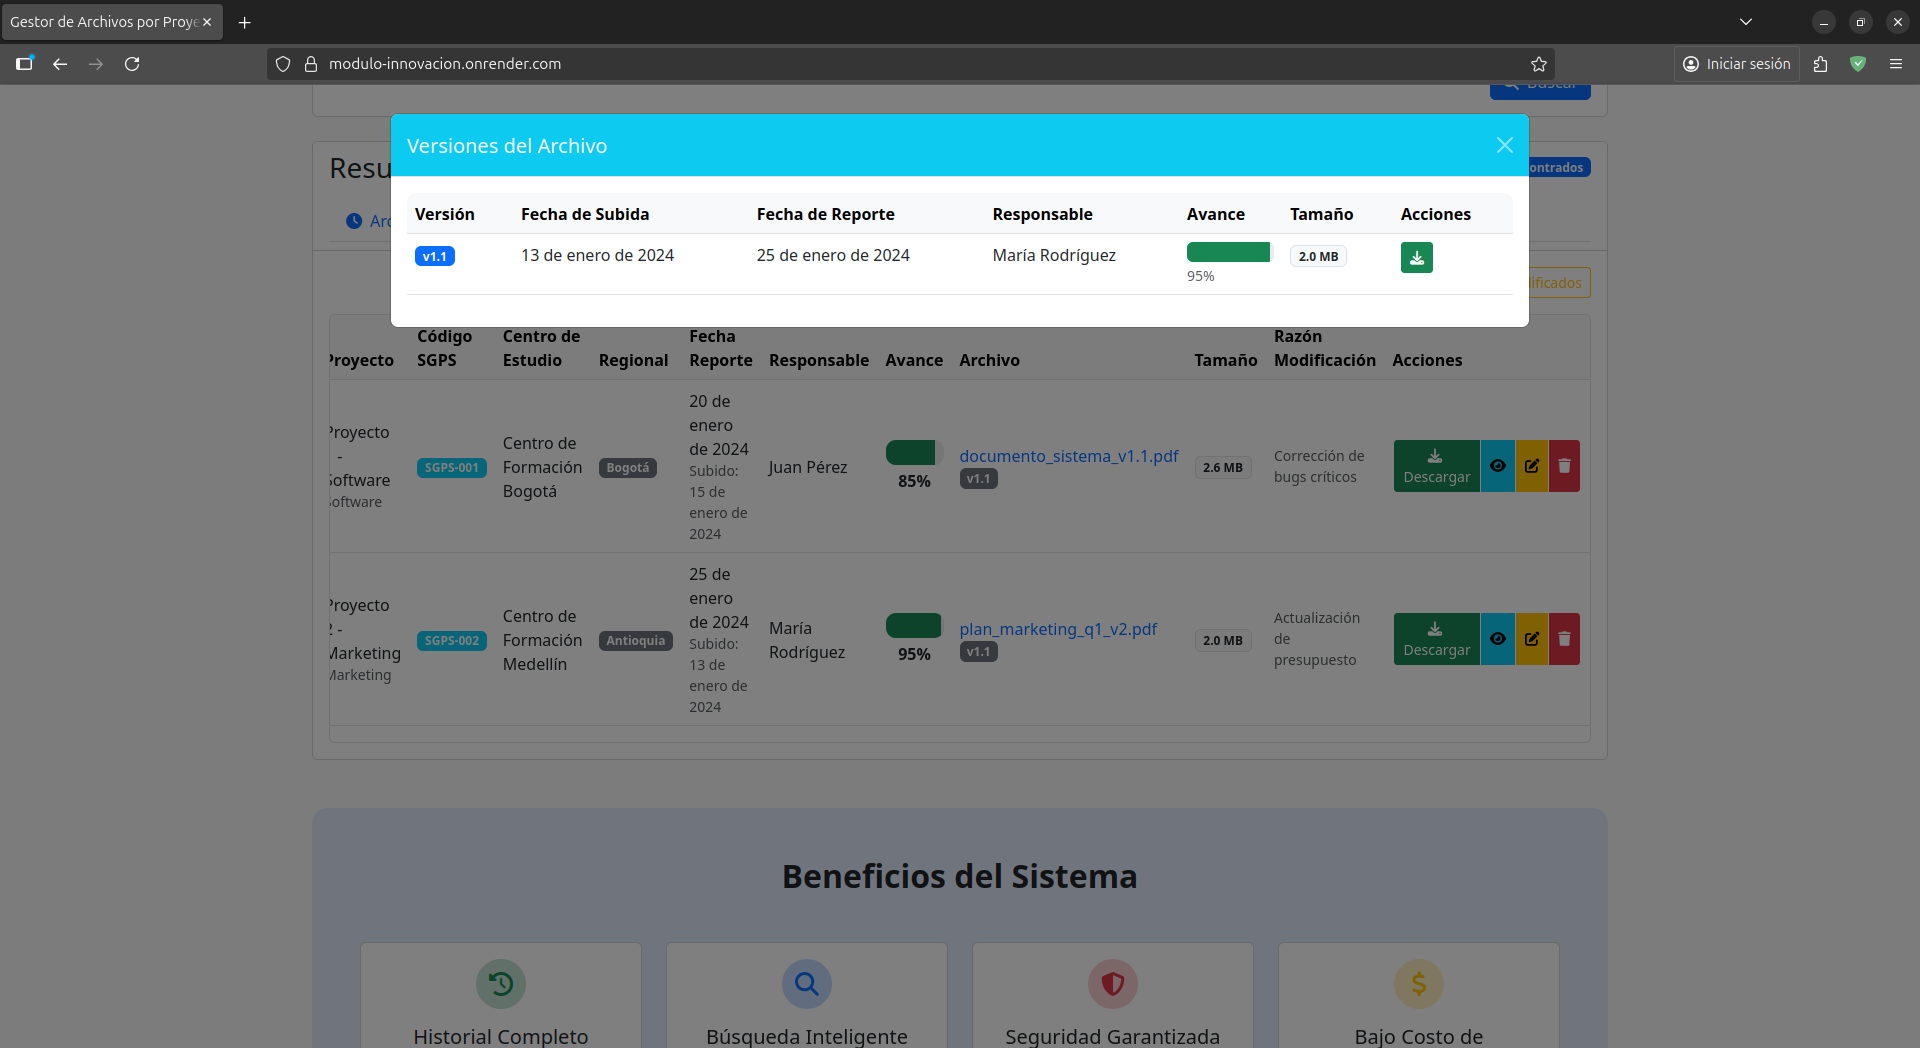 Gestor de Archivos por Proye
modulo-innovacion.onrender.com
Iniciar sesión
Buscar
Versiones del Archivo
Resu
ontrados
Versión Fecha de Subida Fecha de Reporte Responsable Avance Tamaño Acciones
v1.1 13 de enero de 2024 25 de enero de 2024 María Rodríguez 95% 2.0 MB
Arc
ificados
Proyecto Código SGPS Centro de Estudio Regional Fecha Reporte Responsable Avance Archivo Tamaño Razón Modificación Acciones
Proyecto
-
Software
Software
SGPS-001
Centro de
Formación
Bogotá
Bogotá
20 de
enero
de 2024
Subido:
15 de
enero de
2024
Juan Pérez
85%
documento_sistema_v1.1.pdf
v1.1
2.6 MB
Corrección de
bugs críticos
Descargar
Proyecto
2 -
Marketing
Marketing
SGPS-002
Centro de
Formación
Medellín
Antioquia
25 de
enero
de 2024
Subido:
13 de
enero de
2024
María
Rodríguez
95%
plan_marketing_q1_v2.pdf
v1.1
2.0 MB
Actualización
de
presupuesto
Descargar
Beneficios del Sistema
Historial Completo
Búsqueda Inteligente
Seguridad Garantizada
Bajo Costo de